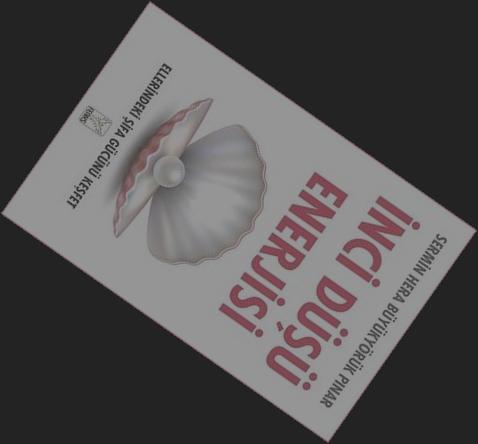 SERMİN HERA BÜYÜKYÖRÜK PINAR
İNCİ DÜŞÜ
ENERJİSİ
ELLERİNDEKİ ŞİFA GÜCÜNÜ KEŞFET